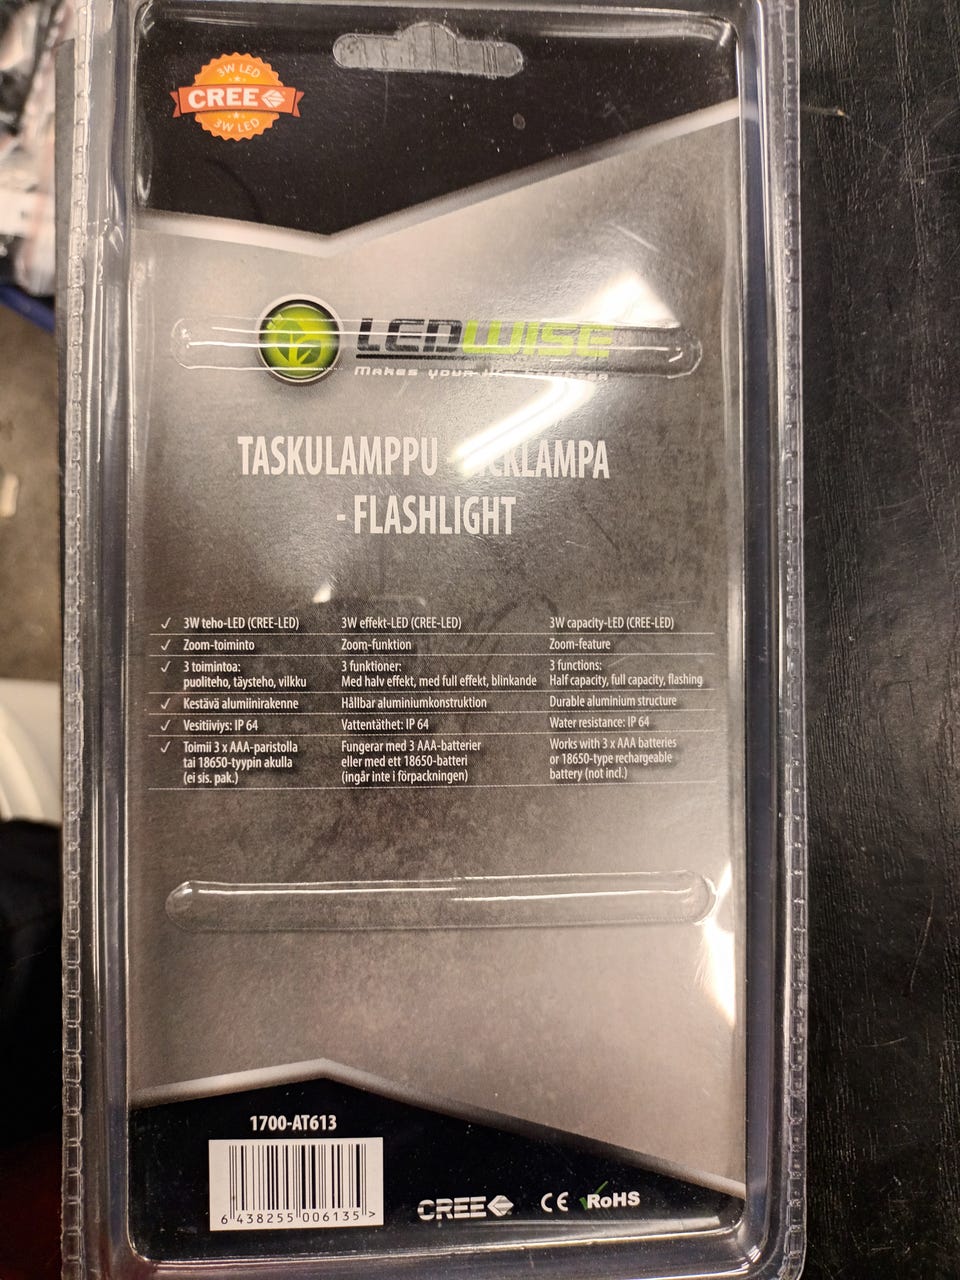 3W LED
CREE
3W LED
LEDWISE
Makes your life brighter
TASKULAMPPU -
- FLASHLIGHT
✓ 3W teho-LED (CREE-LED) 3W effekt-LED (CREE-LED) 3W capacity-LED (CREE-LED)
✓ Zoom-toiminto Zoom-funktion Zoom-feature
✓ 3 toimintoa: 3 funktioner: 3 functions:
puoliteho, täysteho, vilkku Med halv effekt, med full effekt, blinkande Half capacity, full capacity, flashing
✓ Kestävä alumiinirakenne Hållbar aluminiumkonstruktion Durable aluminium structure
✓ Vesitiiviys: IP 64 Vattentäthet: IP 64 Water resistance: IP 64
✓ Toimii 3 x AAA-paristolla Fungerar med 3 AAA-batterier Works with 3 x AAA batteries
tai 18650-tyypin akulla eller med ett 18650-batteri or 18650-type rechargeable
(ei sis. pak.) (ingår inte i förpackningen) battery (not incl.)
1700-AT613
6 438255 006135 >
CREE CE RoHS